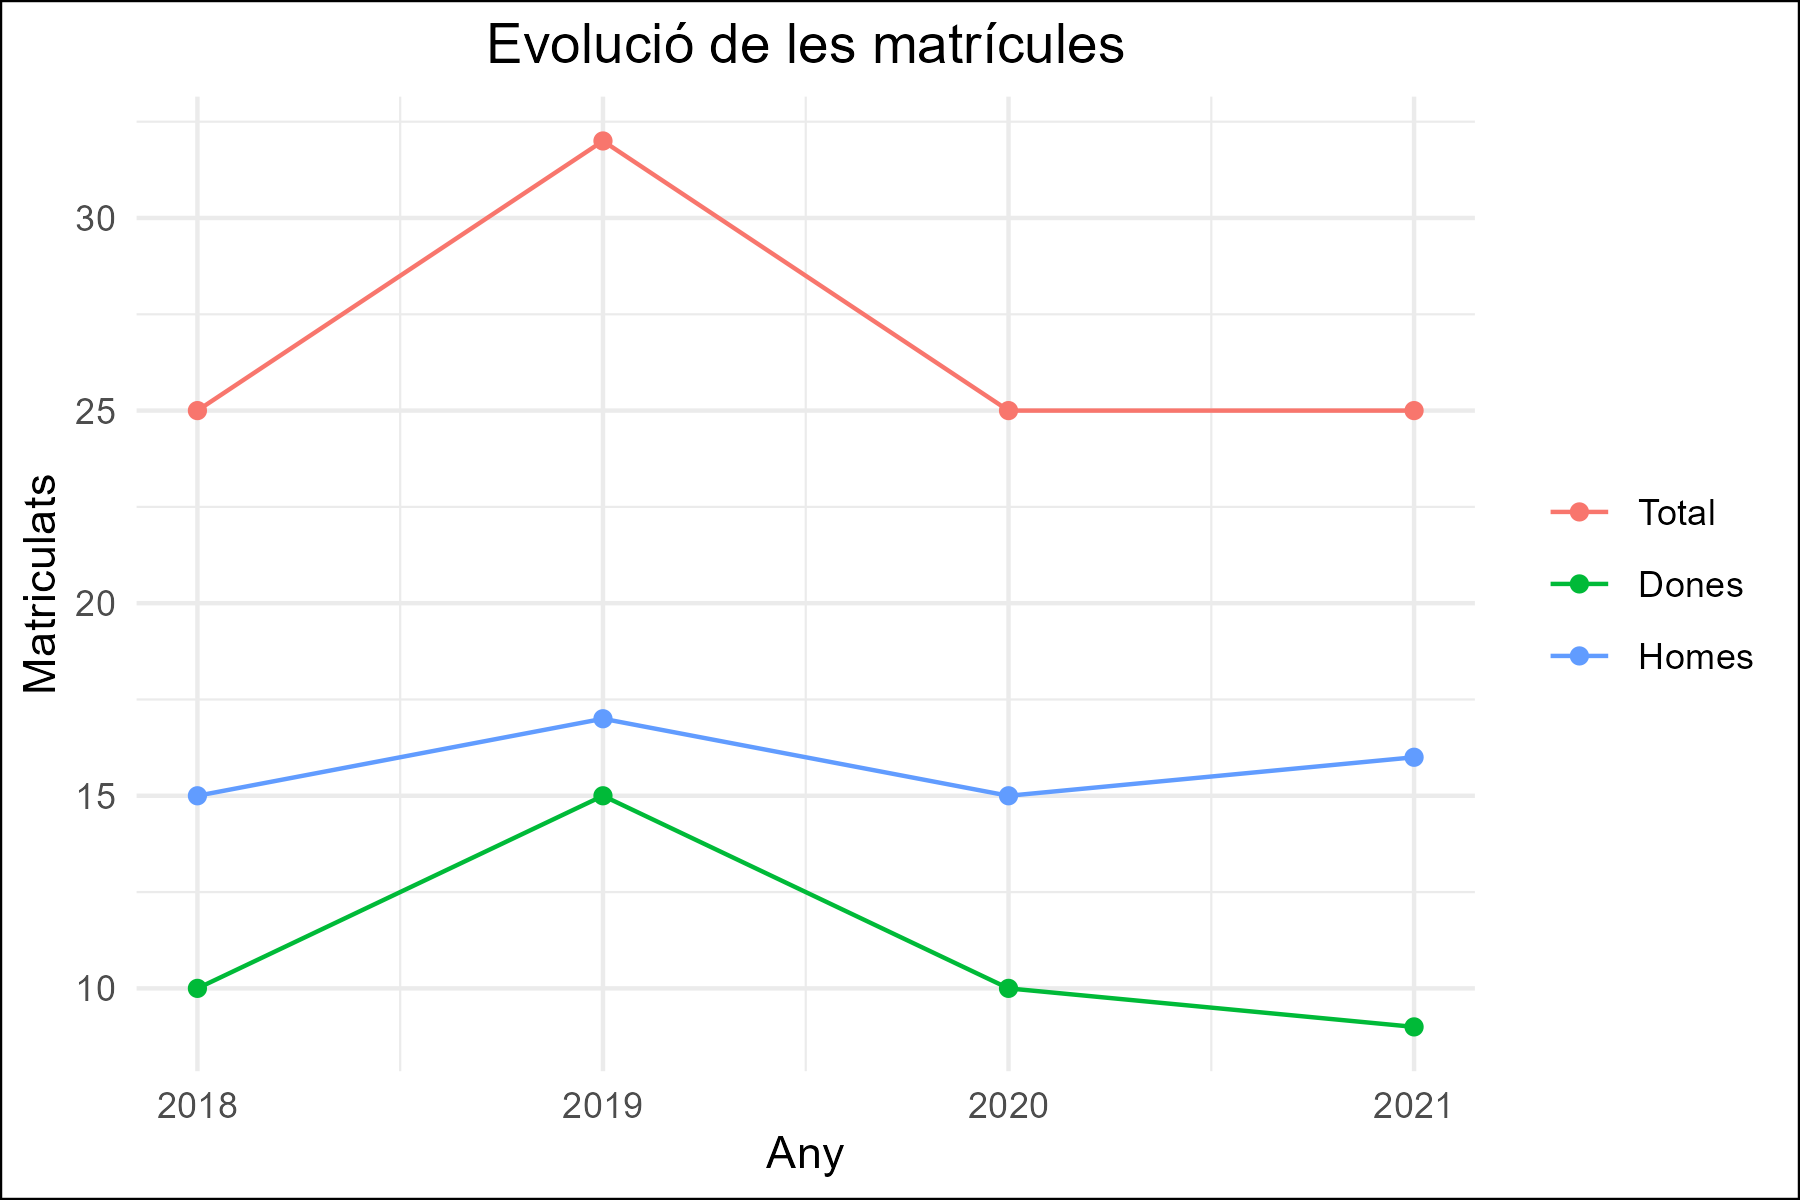 Evolució de les matrícules
Matriculats
30
25
20
15
10
2018
2019
2020
2021
Any
Total
Dones
Homes